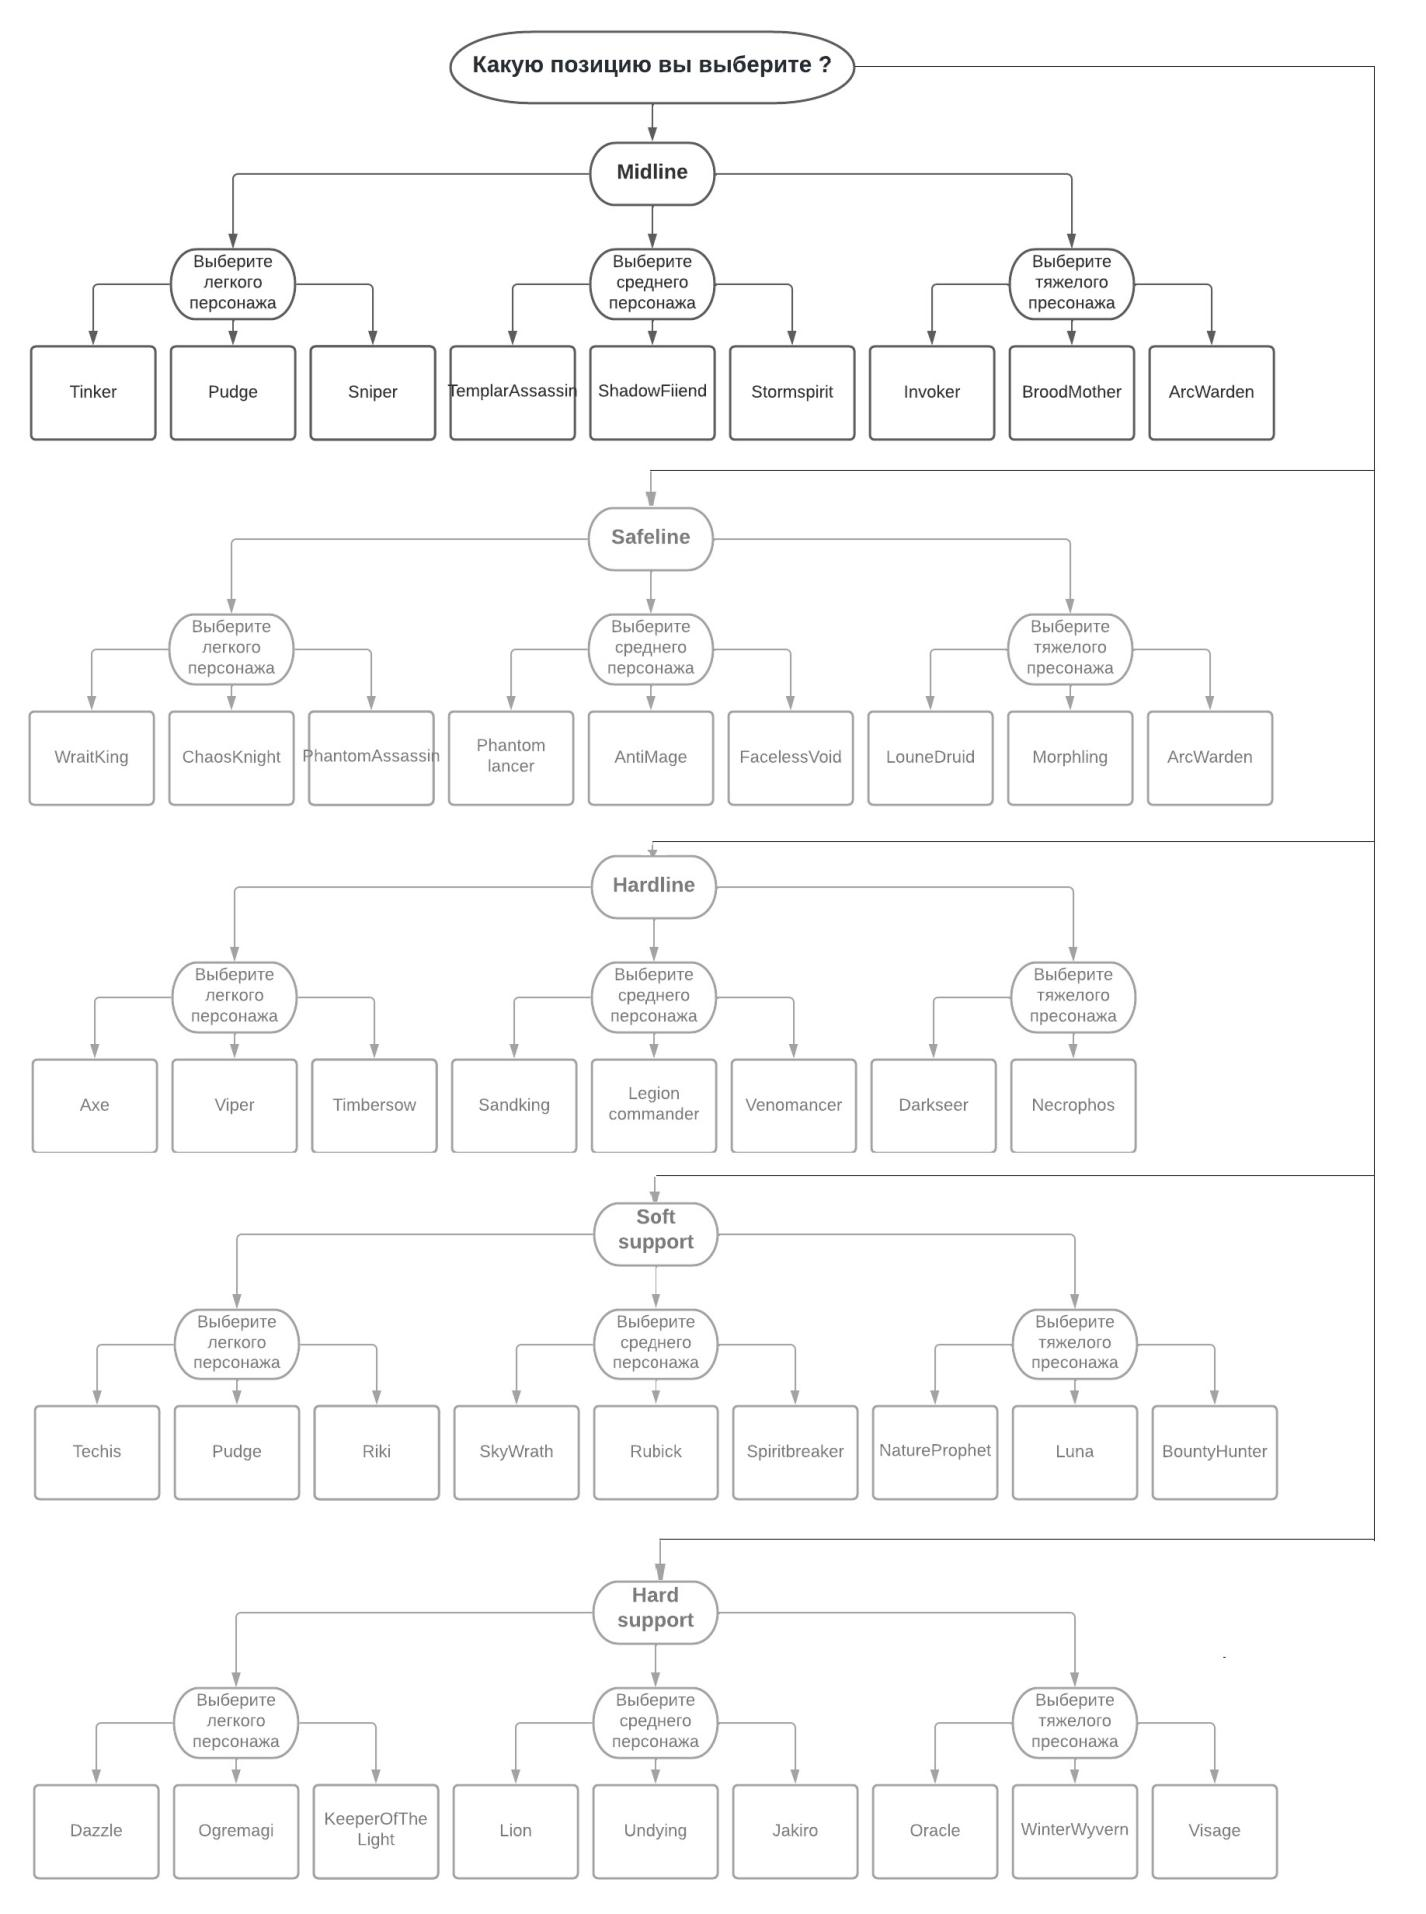 Какую позицию вы выберите ?
Midline
Выберите
легкого
персонажа
Выберите
среднего
персонажа
Выберите
тяжелого
пресонажа
Tinker
Pudge
Sniper
TemplarAssassin
ShadowFiiend
Stormspirit
Invoker
BroodMother
ArcWarden
Safeline
Выберите
легкого
персонажа
Выберите
среднего
персонажа
Выберите
тяжелого
пресонажа
WraitKing
ChaosKnight
PhantomAssassin
Phantom
lancer
AntiMage
FacelessVoid
LouneDruid
Morphling
ArcWarden
Hardline
Выберите
легкого
персонажа
Выберите
среднего
персонажа
Выберите
тяжелого
пресонажа
Axe
Viper
Timbersow
Sandking
Legion
commander
Venomancer
Darkseer
Necrophos
Soft
support
Выберите
легкого
персонажа
Выберите
среднего
персонажа
Выберите
тяжелого
пресонажа
Techis
Pudge
Riki
SkyWrath
Rubick
Spiritbreaker
NatureProphet
Luna
BountyHunter
Hard
support
Выберите
легкого
персонажа
Выберите
среднего
персонажа
Выберите
тяжелого
пресонажа
Dazzle
Ogremagi
KeeperOfThe
Light
Lion
Undying
Jakiro
Oracle
WinterWyvern
Visage